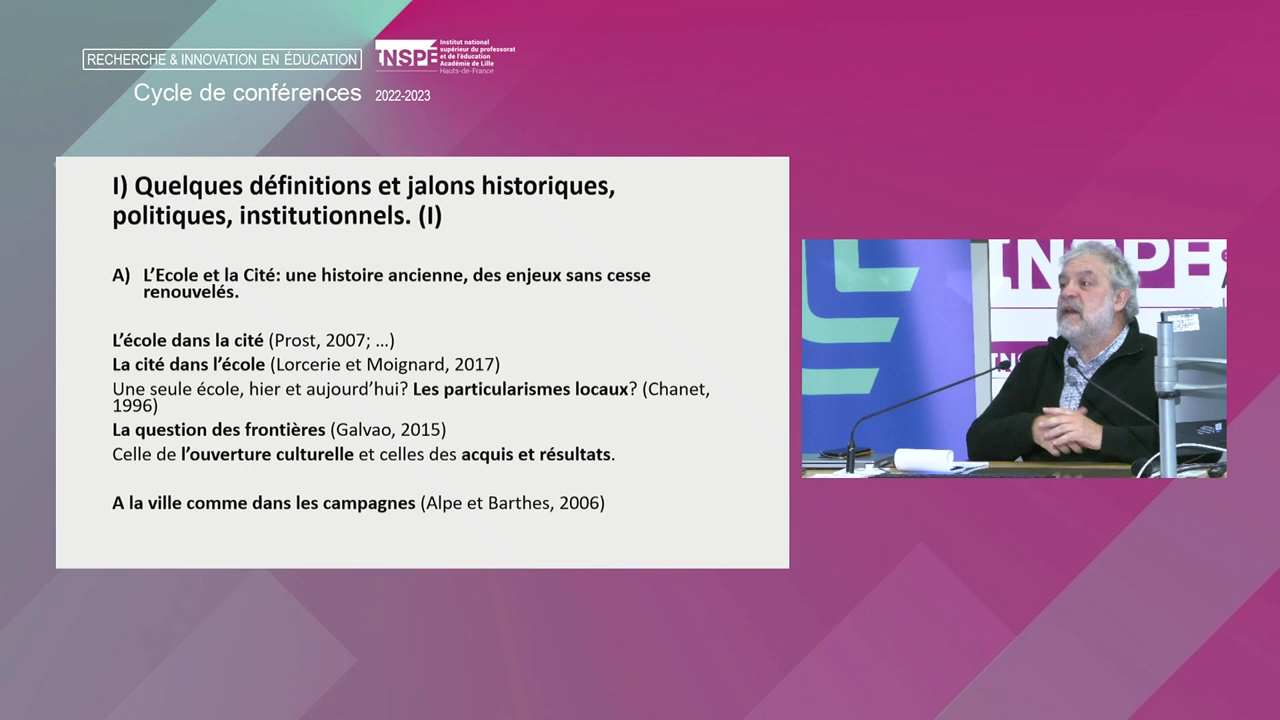 RECHERCHE & INNOVATION EN ÉDUCATION
Cycle de conférences 2022-2023
INSPÉ
Institut national
supérieur du professorat
et de l'éducation
Académie de Lille
Hauts-de-France
I) Quelques définitions et jalons historiques,
politiques, institutionnels. (I)
A) L'Ecole et la Cité: une histoire ancienne, des enjeux sans cesse
renouvelés.
L'école dans la cité (Prost, 2007; …)
La cité dans l'école (Lorcerie et Moignard, 2017)
Une seule école, hier et aujourd'hui? Les particularismes locaux? (Chanet,
1996)
La question des frontières (Galvao, 2015)
Celle de l'ouverture culturelle et celles des acquis et résultats.
A la ville comme dans les campagnes (Alpe et Barthes, 2006)
INSPÉ